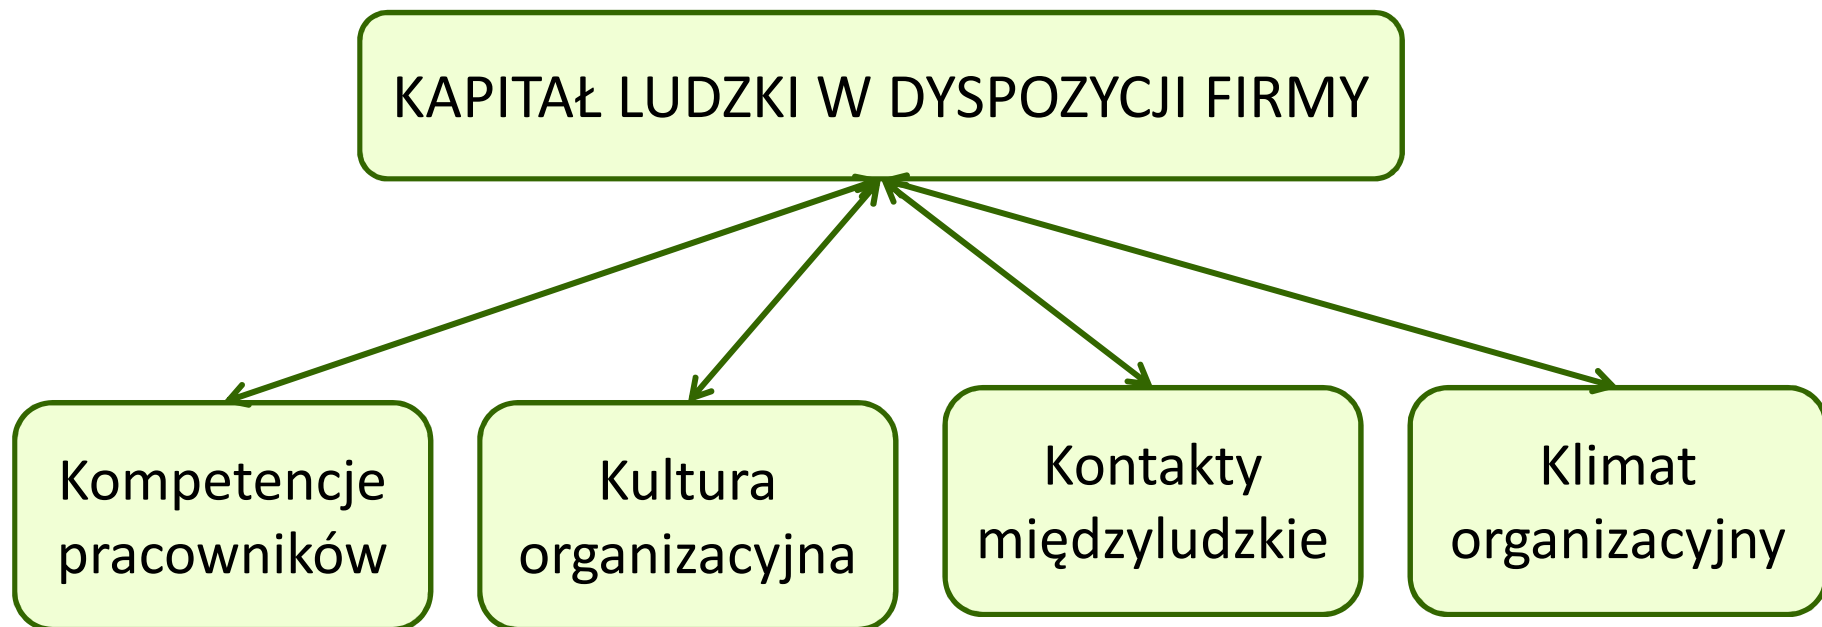 KAPITAŁ LUDZKI W DYSPOZYCJI FIRMY
Kompetencje
pracowników
Kultura
organizacyjna
Kontakty
międzyludzkie
Klimat
organizacyjny